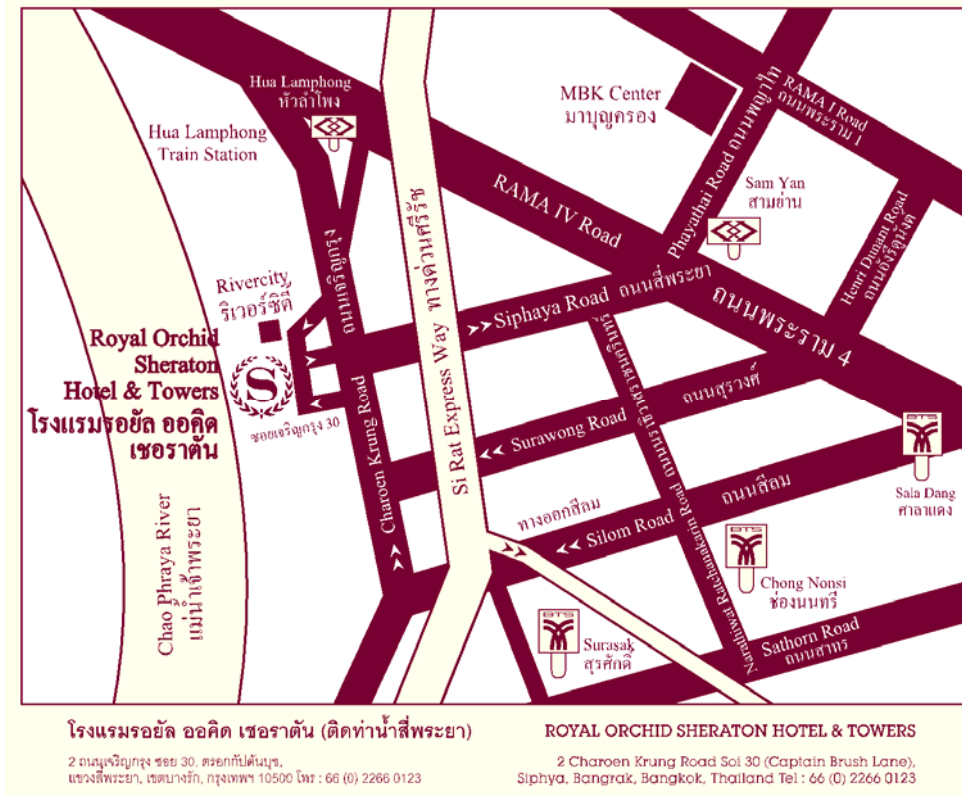 Hua Lamphong
หัวลำโพง
Hua Lamphong
Train Station
MBK Center
มาบุญครอง
RAMA I Road
ถนนพระราม 1
Phayathai Road ถนนพญาไท
Sam Yan
สามย่าน
Henri Dunant Road
ถนนอังรีดูนังต์
RAMA IV Road
ถนนพระราม 4
Si Rat Express Way ทางด่วนศรีรัช
Rivercity
ริเวอร์ซิตี้
Royal Orchid
Sheraton
Hotel & Towers
โรงแรมรอยัล ออคิด
เชอราตัน
S
ซอยเจริญกรุง 30
Charoen Krung Road
ถนนเจริญกรุง
Siphaya Road ถนนสี่พระยา
Surawong Road ถนนสุรวงศ์
Silom Road ถนนสีลม
ทางออกสีลม
Narathiwat Ratchanakarin Road
Sala Dang
ศาลาแดง
BTS
Chong Nonsi
ช่องนนทรี
BTS
Surasak
สุรศักดิ์
Sathorn Road
ถนนสาทร
Chao Phraya River
แม่น้ำเจ้าพระยา
โรงแรมรอยัล ออคิด เชอราตัน (ติดท่าน้ำสี่พระยา)
2 ถนนเจริญกรุง ซอย 30, ตรอกกัปตันบุช,
แขวงสี่พระยา, เขตบางรัก, กรุงเทพฯ 10500 โทร : 66 (0) 2266 0123
ROYAL ORCHID SHERATON HOTEL & TOWERS
2 Charoen Krung Road Soi 30 (Captain Brush Lane),
Siphya, Bangrak, Bangkok, Thailand Tel : 66 (0) 2266 0123